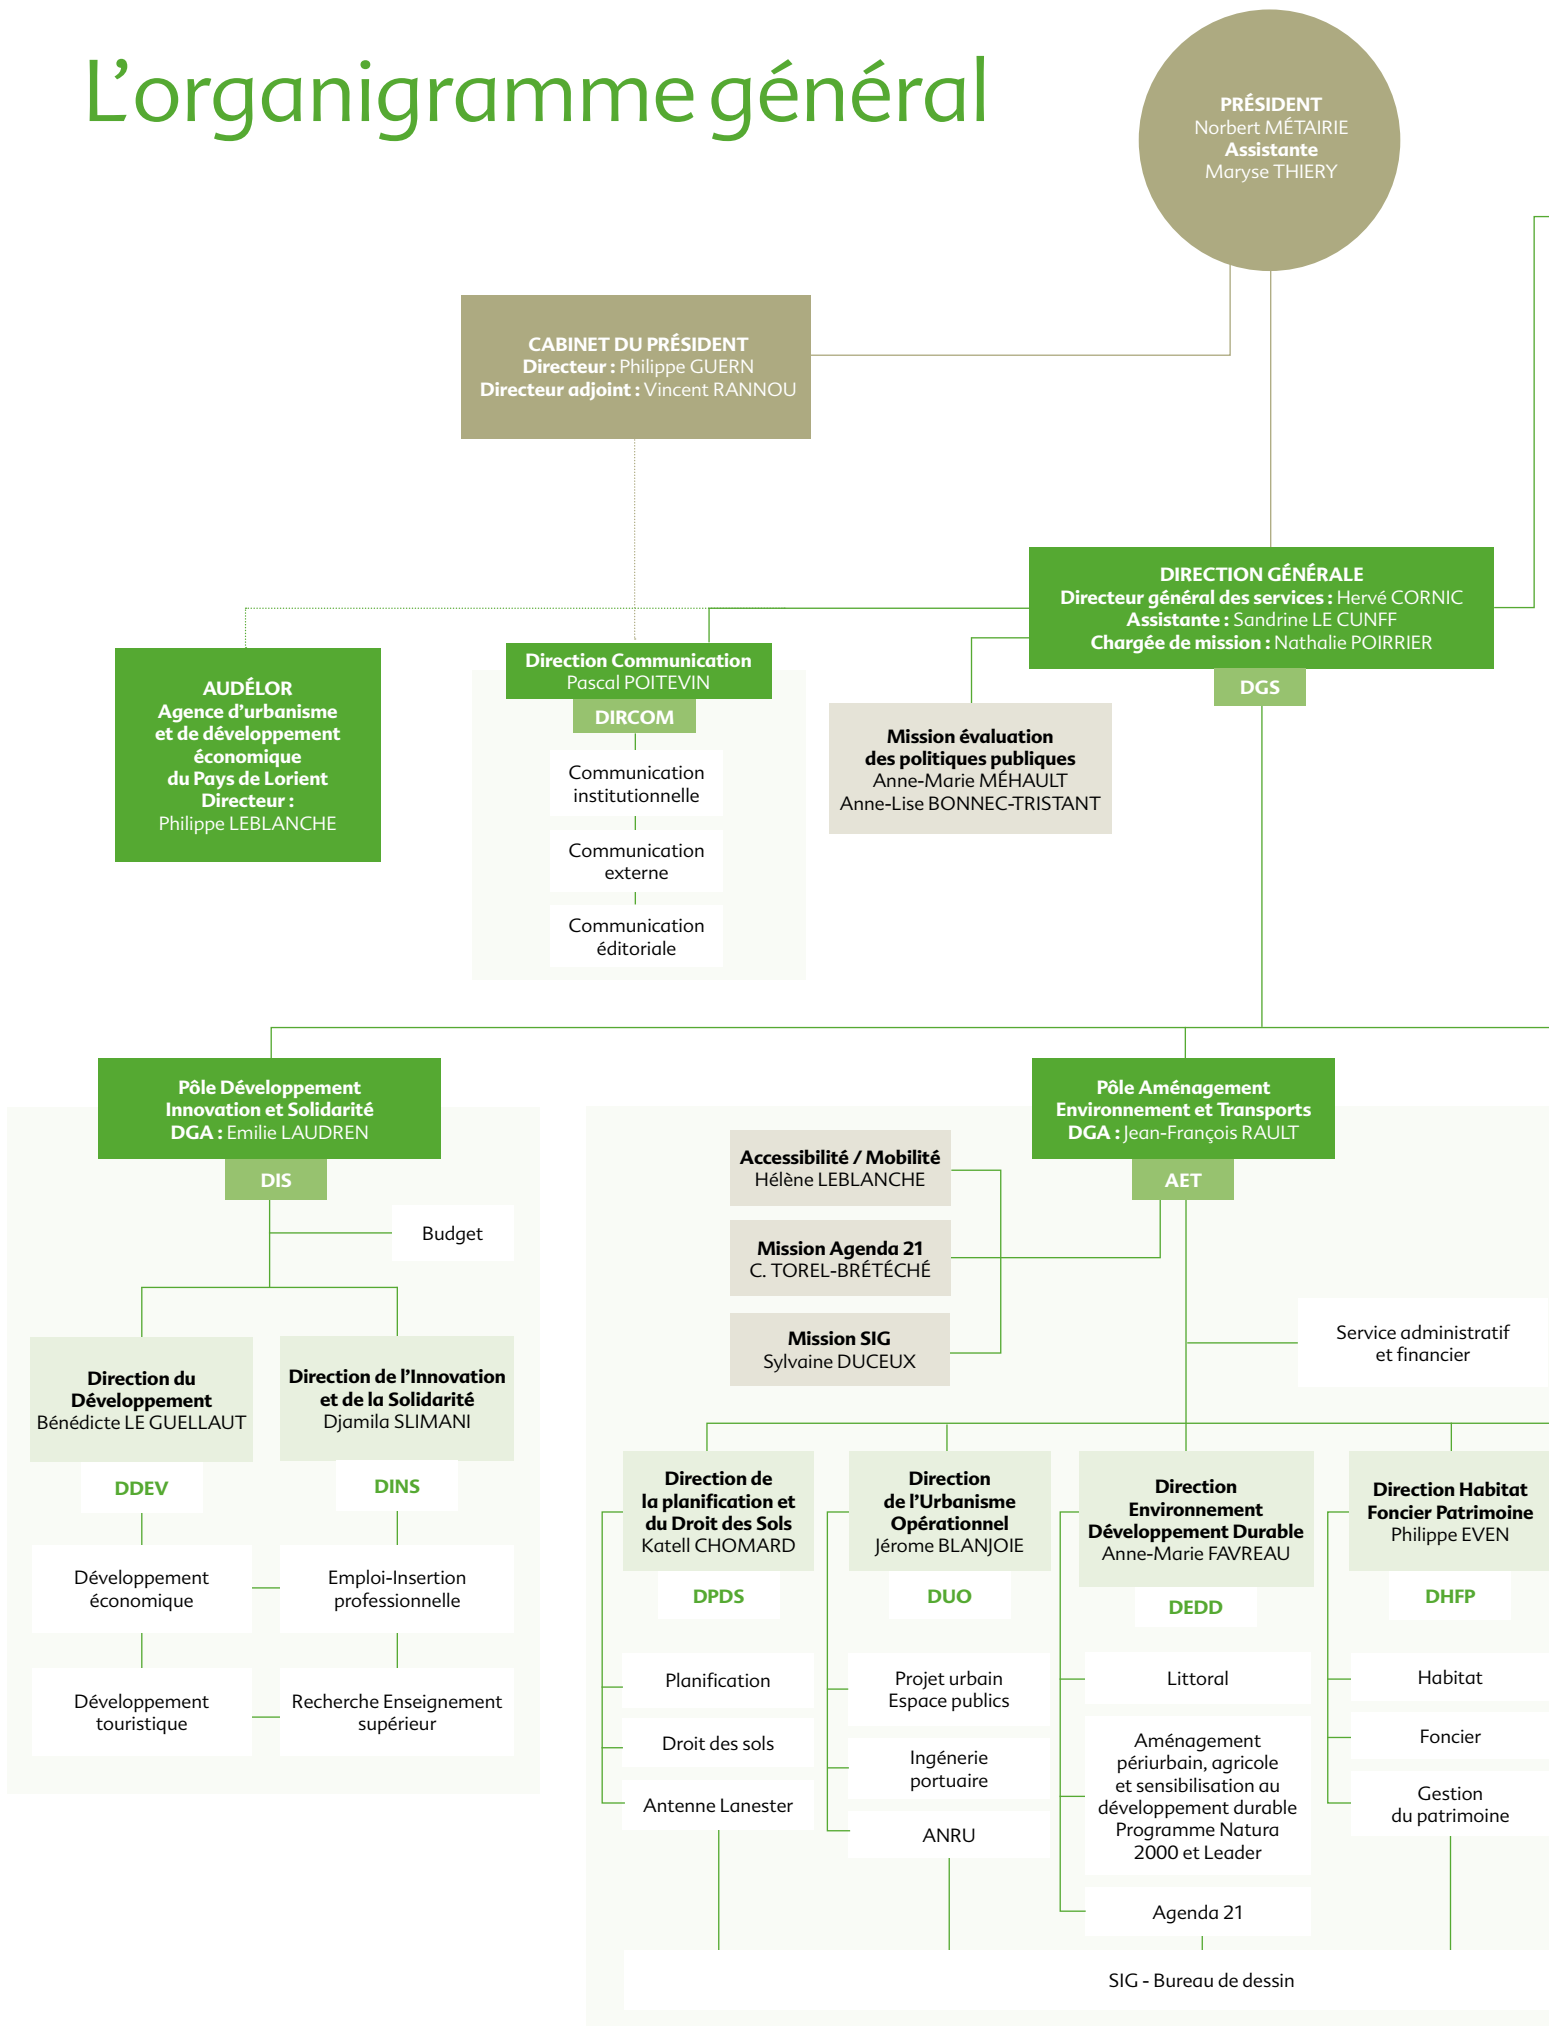 L’organigramme général
PRÉSIDENT
Norbert MÉTAIRIE
Assistante
Maryse THIERY
CABINET DU PRÉSIDENT
Directeur : Philippe GUERN
Directeur adjoint : Vincent RANNOU
DIRECTION GÉNÉRALE
Directeur général des services : Hervé CORNIC
Assistante : Sandrine LE CUNFF
Chargée de mission : Nathalie POIRRIER
DGS
AUDÉLOR
Agence d’urbanisme
et de développement
économique
du Pays de Lorient
Directeur :
Philippe LEBLANCHE
Direction Communication
Pascal POITEVIN
DIRCOM
Communication
institutionnelle
Communication
externe
Communication
éditoriale
Mission évaluation
des politiques publiques
Anne-Marie MÉHAULT
Anne-Lise BONNEC-TRISTANT
Pôle Développement
Innovation et Solidarité
DGA : Emilie LAUDREN
DIS
Budget
Direction du
Développement
Bénédicte LE GUELLAUT
DDEV
Développement
économique
Développement
touristique
Direction de l’Innovation
et de la Solidarité
Djamila SLIMANI
DINS
Emploi-Insertion
professionnelle
Recherche Enseignement
supérieur
Pôle Aménagement
Environnement et Transports
DGA : Jean-François RAULT
AET
Accessibilité / Mobilité
Hélène LEBLANCHE
Mission Agenda 21
C. TOREL-BRÉTÉCHÉ
Mission SIG
Sylvaine DUCEUX
Service administratif
et financier
Direction de
la planification et
du Droit des Sols
Katell CHOMARD
DPDS
Planification
Droit des sols
Antenne Lanester
Direction
de l’Urbanisme
Opérationnel
Jérome BLANJOIE
DUO
Projet urbain
Espace publics
Ingénerie
portuaire
ANRU
Direction
Environnement
Développement Durable
Anne-Marie FAVREAU
DEDD
Littoral
Aménagement
périurbain, agricole
et sensibilisation au
développement durable
Programme Natura
2000 et Leader
Agenda 21
Direction Habitat
Foncier Patrimoine
Philippe EVEN
DHFP
Habitat
Foncier
Gestion
du patrimoine
SIG - Bureau de dessin